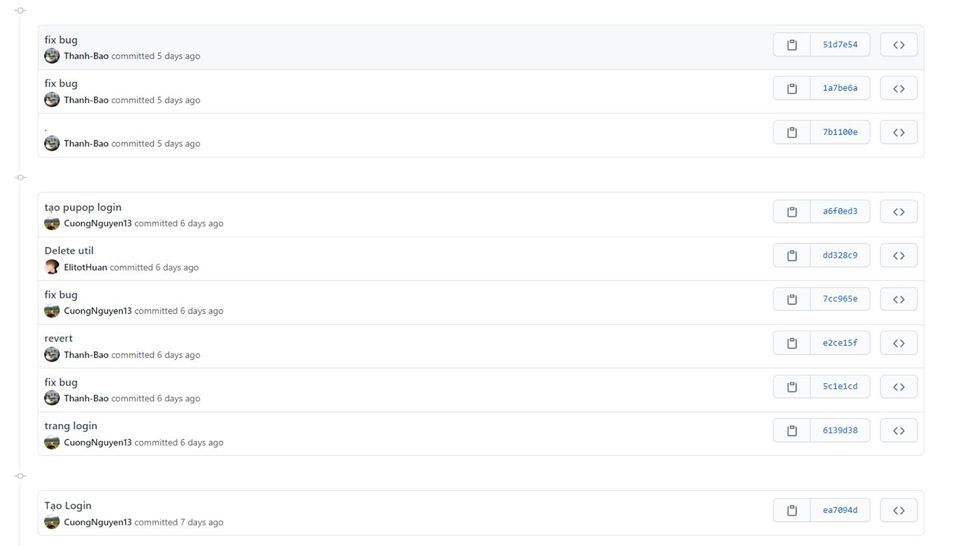 fix bug
Thanh-Bao committed 5 days ago
51d7e54
fix bug
Thanh-Bao committed 5 days ago
1a7be6a
.
Thanh-Bao committed 5 days ago
7b1100e
tạo pupop login
CuongNguyen13 committed 6 days ago
a6f0ed3
Delete util
ElitotHuan committed 6 days ago
dd328c9
fix bug
CuongNguyen13 committed 6 days ago
7cc965e
revert
Thanh-Bao committed 6 days ago
e2ce15f
fix bug
Thanh-Bao committed 6 days ago
5c1e1cd
trang login
CuongNguyen13 committed 6 days ago
6139d38
Tạo Login
CuongNguyen13 committed 7 days ago
ea7094d